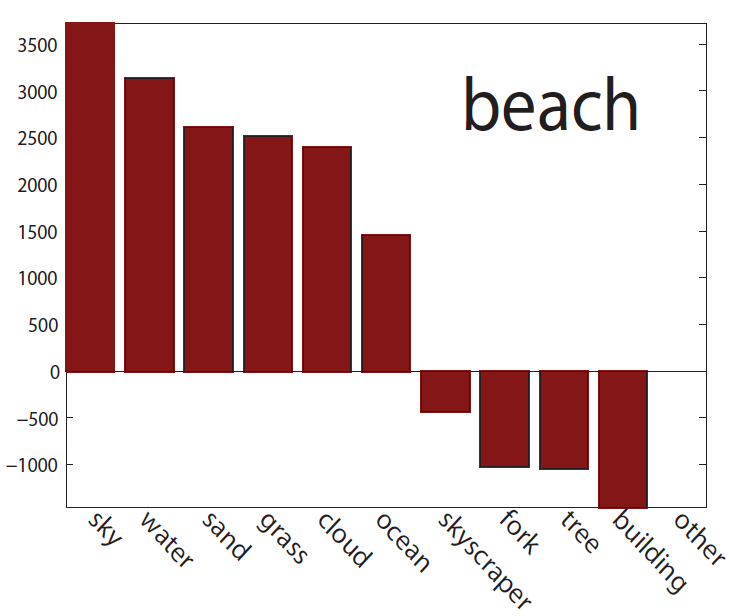 beach
3500
3000
2500
2000
1500
1000
500
0
−500
−1000
sky
water
sand
grass
cloud
ocean
skyscraper
fork
tree
building
other